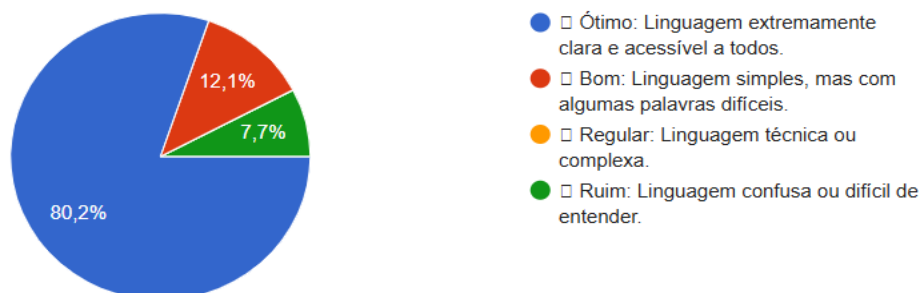 12,1%
7,7%
80,2%
□ Ótimo: Linguagem extremamente
clara e acessível a todos.
□ Bom: Linguagem simples, mas com
algumas palavras difíceis.
□ Regular: Linguagem técnica ou
complexa.
□ Ruim: Linguagem confusa ou difícil de
entender.